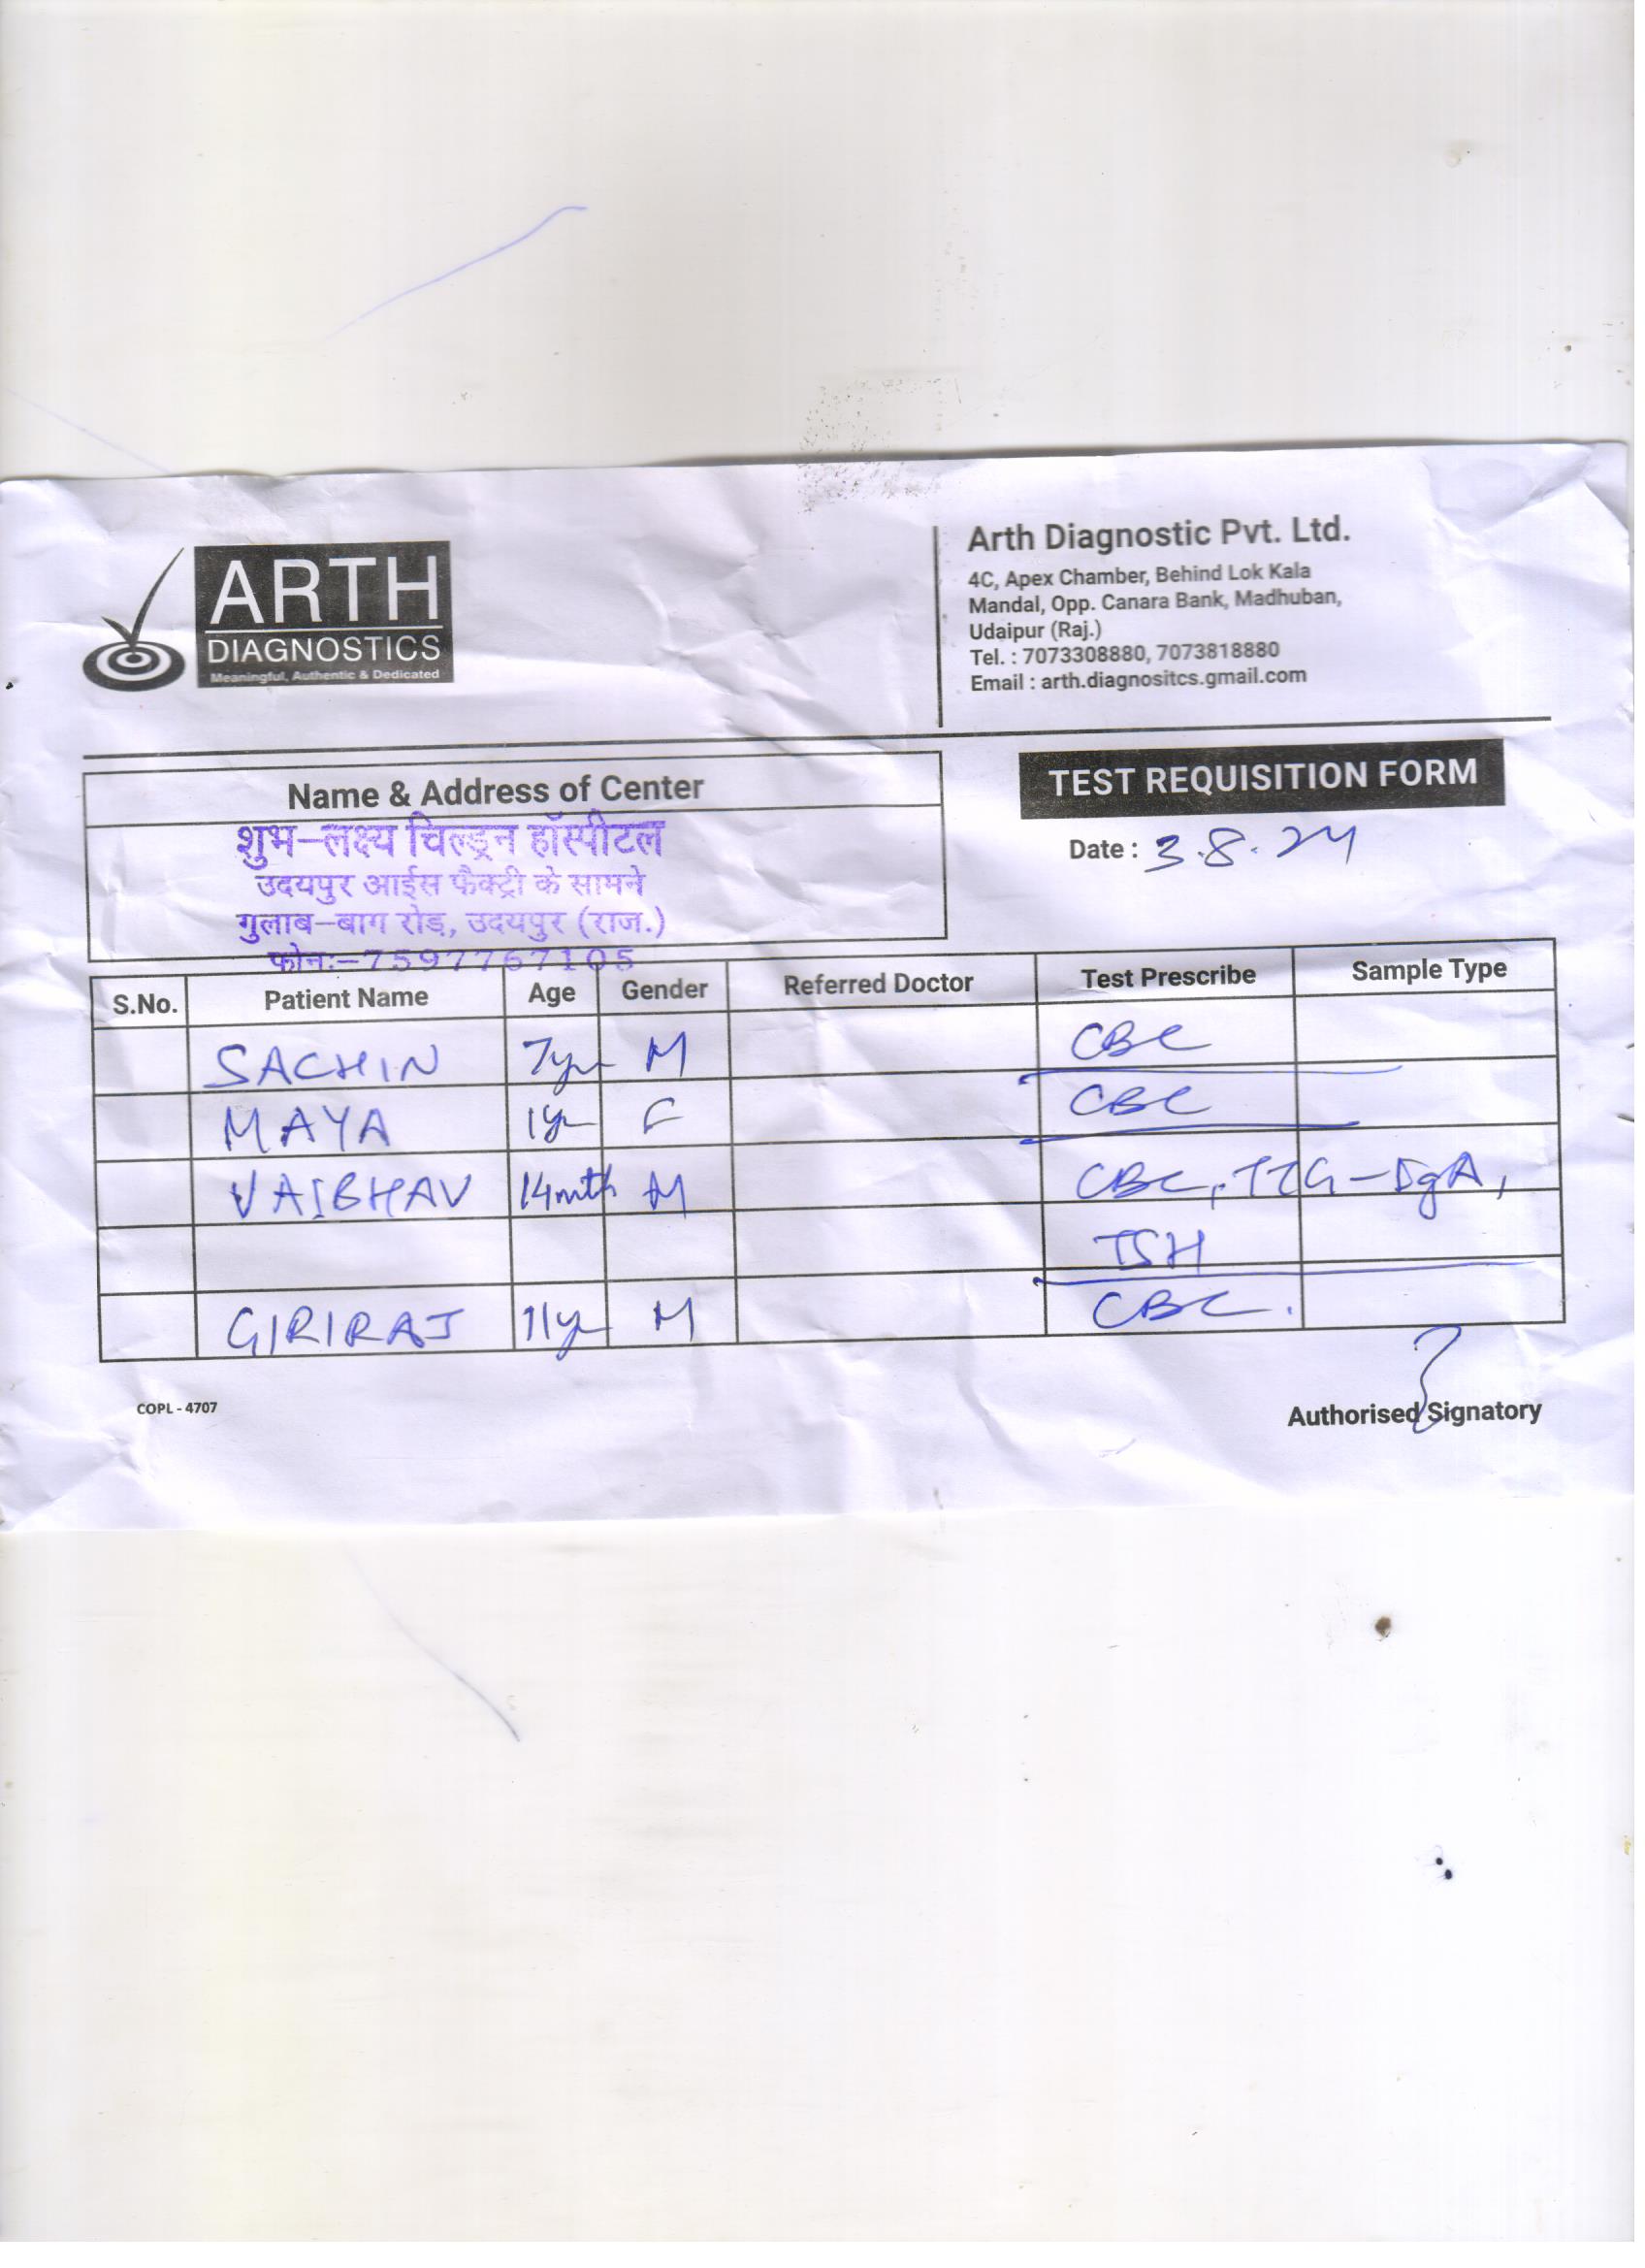 ARTH
DIAGNOSTICS
Meaningful, Authentic & Dedicated
Arth Diagnostic Pvt. Ltd.
4C, Apex Chamber, Behind Lok Kala
Mandal, Opp. Canara Bank, Madhuban,
Udaipur (Raj.)
Tel. : 7073308880, 7073818880
Email : arth.diagnositcs.gmail.com
Name & Address of Center
शुभ-लक्ष्य चिल्ड्रन हॉस्पीटल
उदयपुर आईस फैक्ट्री के सामने
गुलाब-बाग रोड़, उदयपुर (राज.)
फोन:-7597767105
TEST REQUISITION FORM
Date : 3.8.24
S.No. Patient Name Age Gender Referred Doctor Test Prescribe Sample Type
SACHIN 7yr M CBC
MAYA 1yr F CBC
VAIBHAV 14mth M CBC, TTG-IgA,
TSH
GIRIRAJ 11yr M CBC.
COPL - 4707
Authorised Signatory